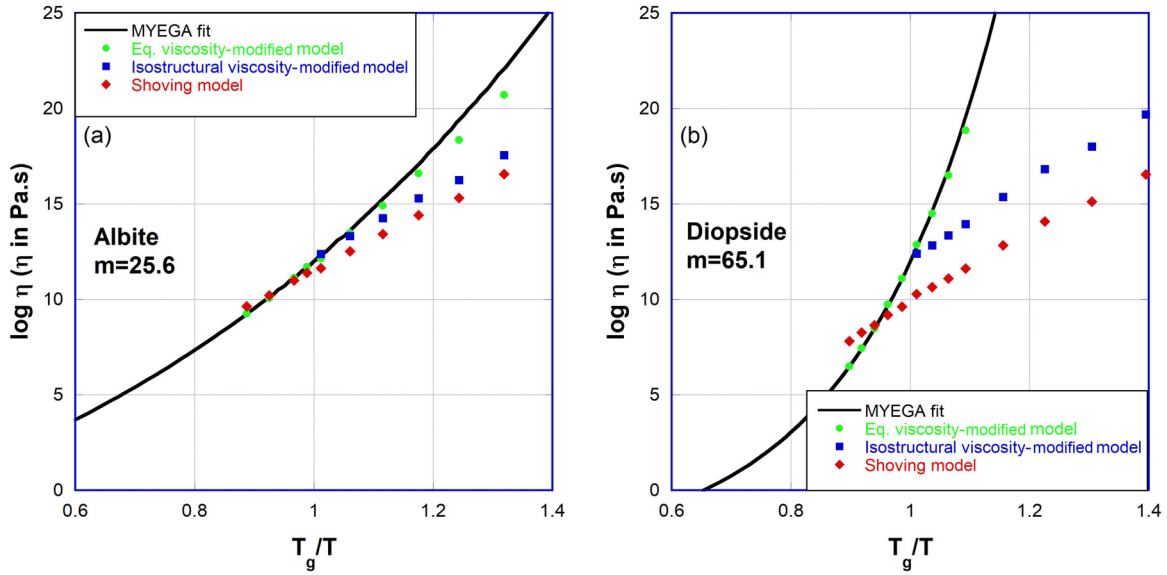 25
20
15
10
5
0
log η (η in Pa.s)
MYEGA fit
Eq. viscosity-modified model
Isostructural viscosity-modified model
Shoving model
(a)
Albite
m=25.6
0.6 0.8 1 1.2 1.4
Tg/T
25
20
15
10
5
0
log η (η in Pa.s)
(b)
Diopside
m=65.1
MYEGA fit
Eq. viscosity-modified model
Isostructural viscosity-modified model
Shoving model
0.6 0.8 1 1.2 1.4
Tg/T